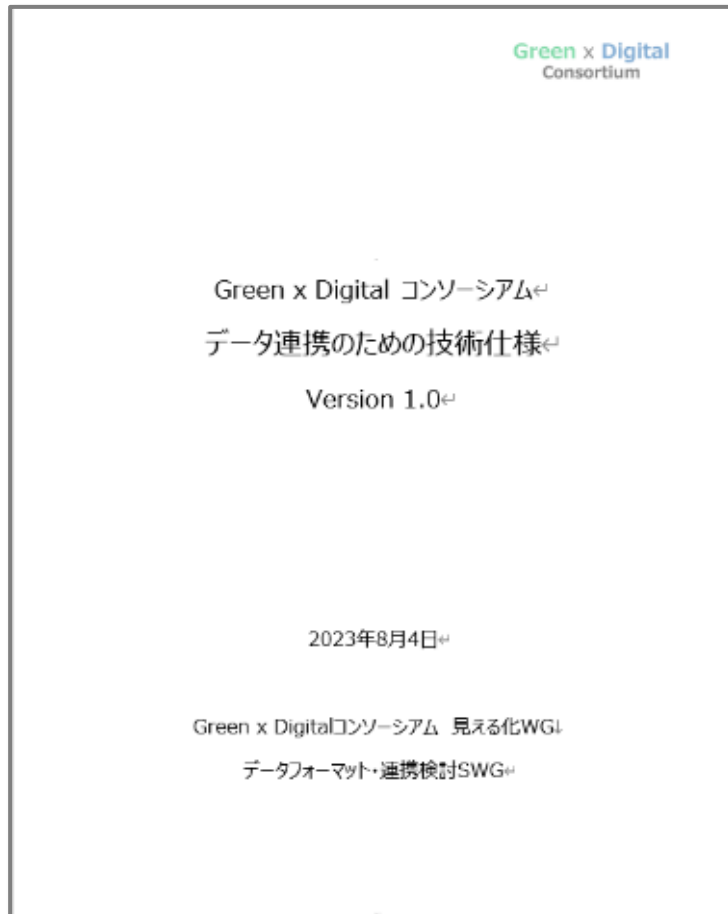 Green x Digital
Consortium
Green x Digital コンソーシアム↵
データ連携のための技術仕様↵
Version 1.0↵
2023年8月4日↵
Green x Digitalコンソーシアム 見える化WG↓
データフォーマット・連携検討SWG↵